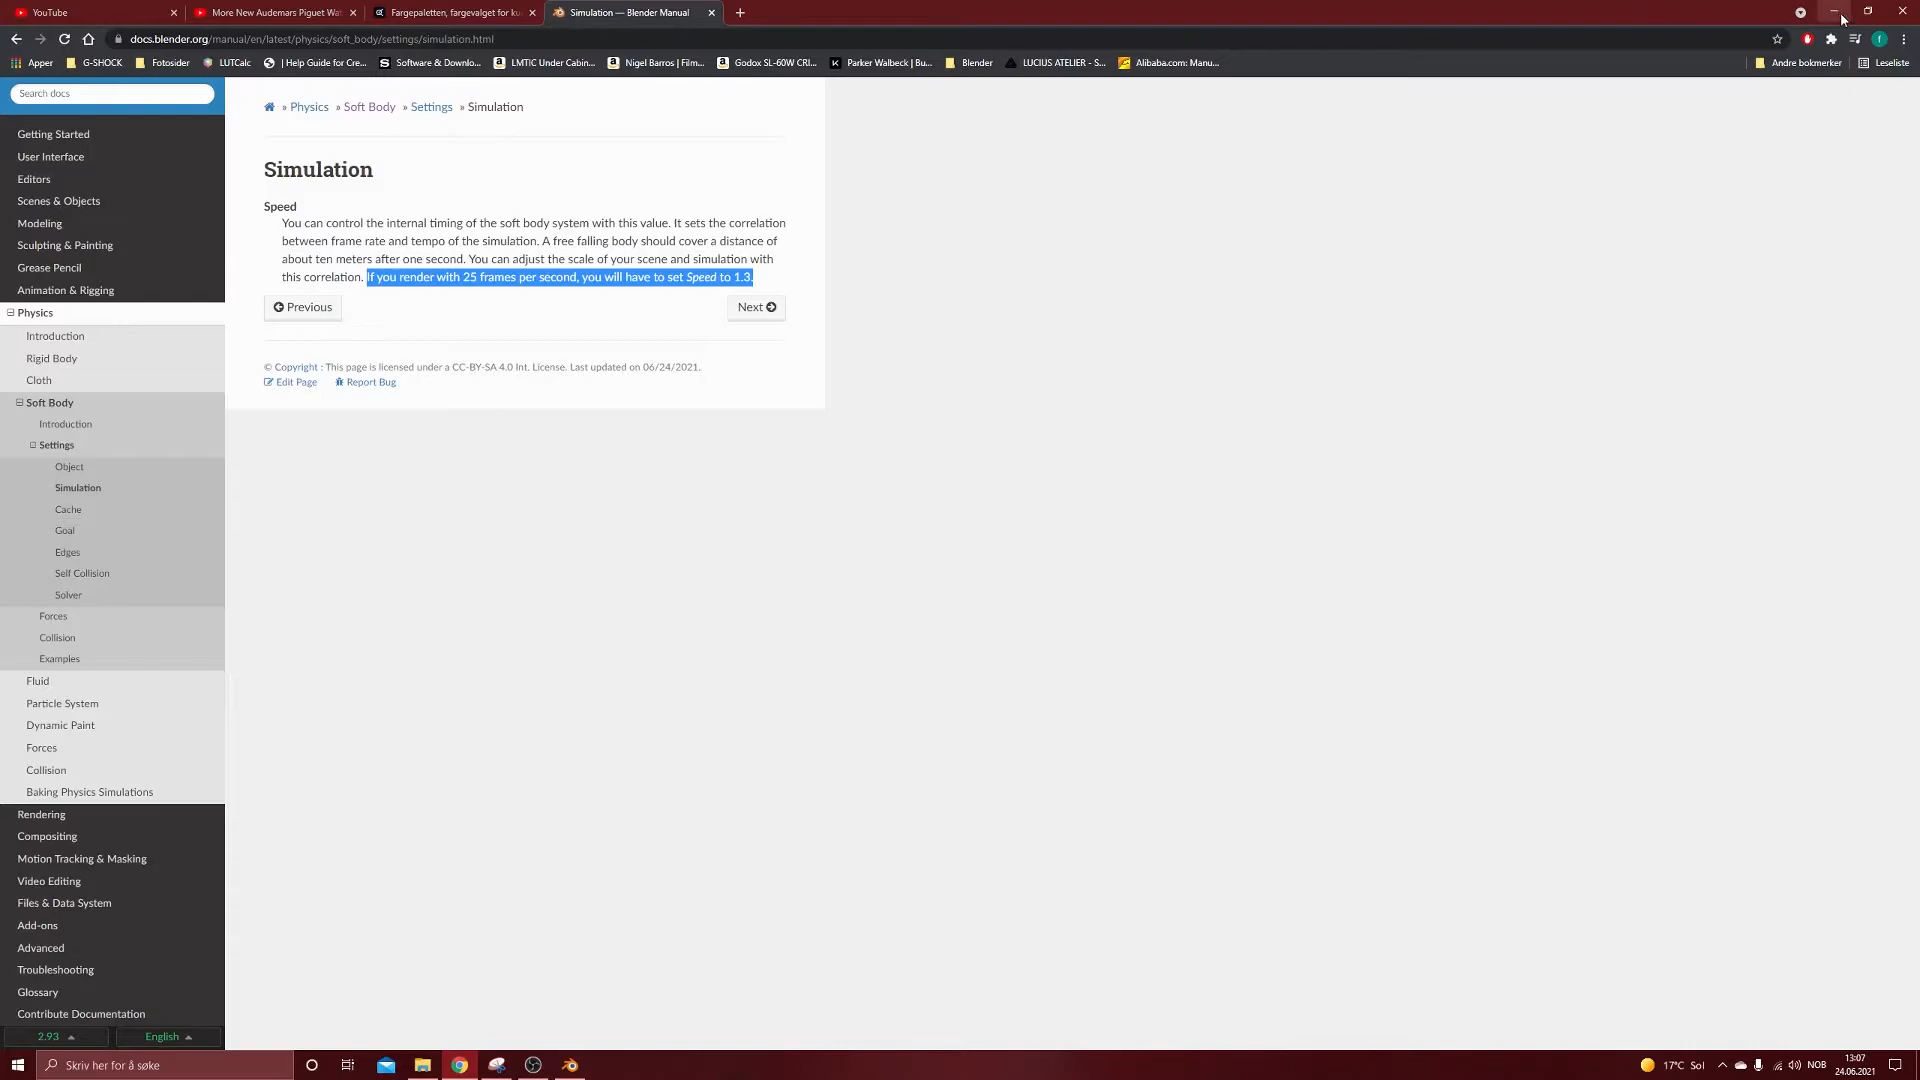 YouTube
More New Audemars Piguet Wat
Fargepaletten, fargevalget for ku
Simulation — Blender Manual
docs.blender.org/manual/en/latest/physics/soft_body/settings/simulation.html
Apper
G-SHOCK
Fotosider
LUTCalc
| Help Guide for Cre...
Software & Downlo...
LMTIC Under Cabin...
Nigel Barros | Film...
Godox SL-60W CRI...
Parker Walbeck | Bu...
Blender
LUCIUS ATELIER - S...
Alibaba.com: Manu...
Andre bokmerker
Leseliste
Search docs
Getting Started
User Interface
Editors
Scenes & Objects
Modeling
Sculpting & Painting
Grease Pencil
Animation & Rigging
Physics
Introduction
Rigid Body
Cloth
Soft Body
Introduction
Settings
Object
Simulation
Cache
Goal
Edges
Self Collision
Solver
Forces
Collision
Examples
Fluid
Particle System
Dynamic Paint
Forces
Collision
Baking Physics Simulations
Rendering
Compositing
Motion Tracking & Masking
Video Editing
Files & Data System
Add-ons
Advanced
Troubleshooting
Glossary
Contribute Documentation
2.93
English
» Physics » Soft Body » Settings » Simulation
Simulation
Speed
You can control the internal timing of the soft body system with this value. It sets the correlation
between frame rate and tempo of the simulation. A free falling body should cover a distance of
about ten meters after one second. You can adjust the scale of your scene and simulation with
this correlation. If you render with 25 frames per second, you will have to set Speed to 1.3.
Previous
Next
© Copyright : This page is licensed under a CC-BY-SA 4.0 Int. License. Last updated on 06/24/2021.
Edit Page
Report Bug
Skriv her for å søke
17°C Sol
NOB
13:07
24.06.2021